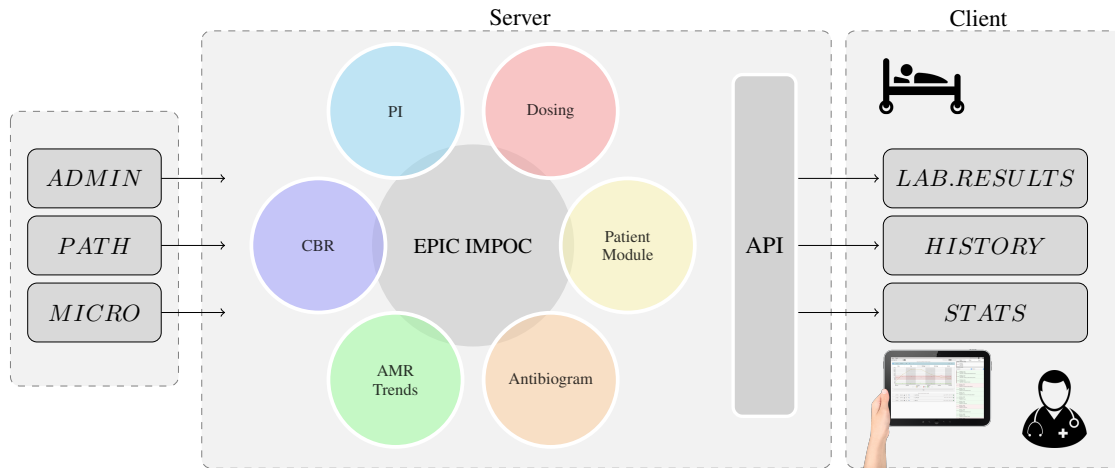 Server
Client
PI
Dosing
ADMIN
PATH
MICRO
CBR
EPIC IMPOC
Patient
Module
AMR
Trends
Antibiogram
API
LAB.RESULTS
HISTORY
STATS